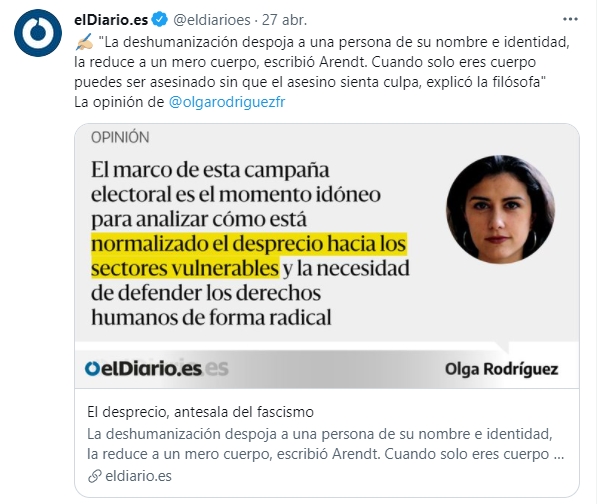 elDiario.es @eldiarioes · 27 abr.
✍🏼 "La deshumanización despoja a una persona de su nombre e identidad,
la reduce a un mero cuerpo, escribió Arendt. Cuando solo eres cuerpo
puedes ser asesinado sin que el asesino sienta culpa, explicó la filósofa"
La opinión de @olgarodriguezfr
OPINIÓN
El marco de esta campaña
electoral es el momento idóneo
para analizar cómo está
normalizado el desprecio hacia los
sectores vulnerables y la necesidad
de defender los derechos
humanos de forma radical
elDiario.es
Olga Rodríguez
El desprecio, antesala del fascismo
La deshumanización despoja a una persona de su nombre e identidad,
la reduce a un mero cuerpo, escribió Arendt. Cuando solo eres cuerpo ...
eldiario.es